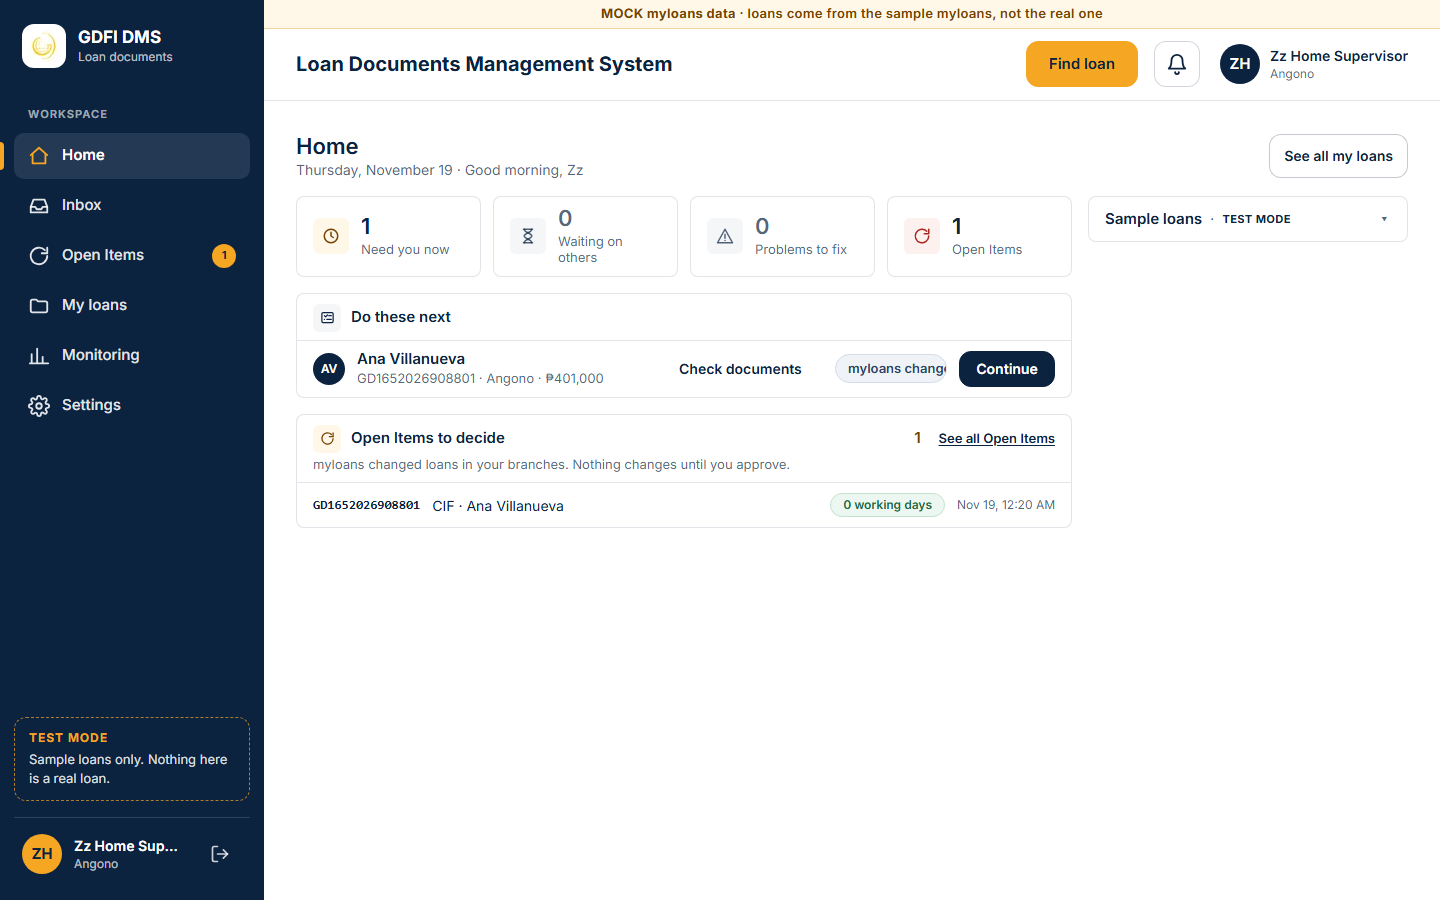 MOCK myloans data · loans come from the sample myloans, not the real one
GDFI DMS
Loan documents
WORKSPACE
Home
Inbox
Open Items
1
My loans
Monitoring
Settings
TEST MODE
Sample loans only. Nothing here
is a real loan.
ZH
Zz Home Sup...
Angono
Loan Documents Management System
Find loan
ZH
Zz Home Supervisor
Angono
Home
Thursday, November 19 · Good morning, Zz
See all my loans
1
Need you now
0
Waiting on
others
0
Problems to fix
1
Open Items
Sample loans · TEST MODE
Do these next
AV
Ana Villanueva
GD1652026908801 · Angono · ₱401,000
Check documents
myloans change
Continue
Open Items to decide
1
See all Open Items
myloans changed loans in your branches. Nothing changes until you approve.
GD1652026908801
CIF · Ana Villanueva
0 working days
Nov 19, 12:20 AM